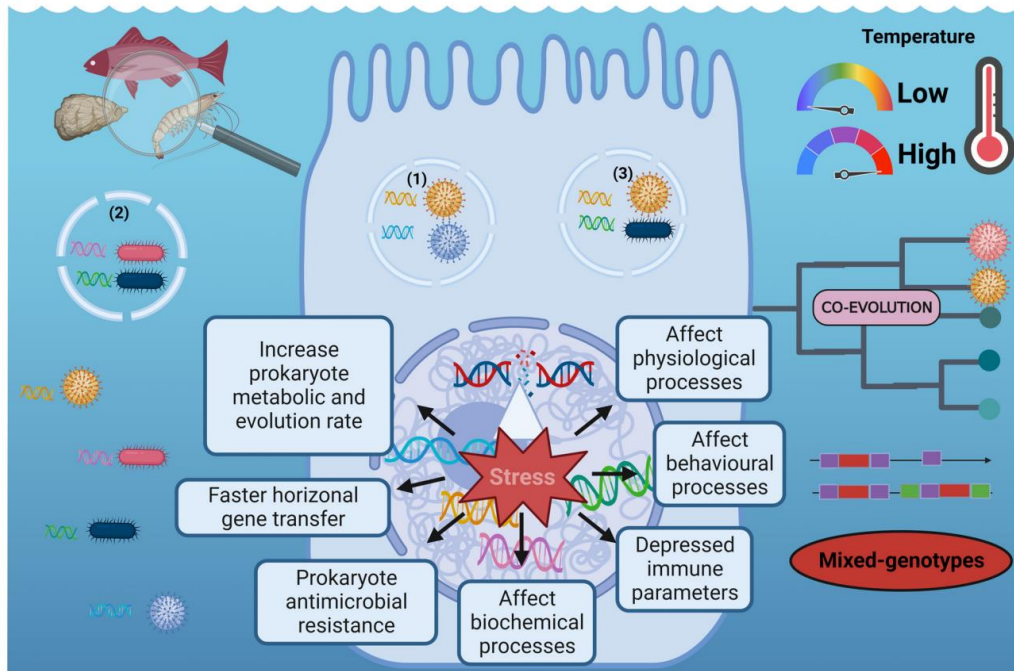 Temperature
Low
High
(1)
(3)
(2)
CO-EVOLUTION
Increase
prokaryote
metabolic and
evolution rate
Affect
physiological
processes
Stress
Affect
behavioural
processes
Faster horizonal
gene transfer
Prokaryote
antimicrobial
resistance
Affect
biochemical
processes
Depressed
immune
parameters
Mixed-genotypes